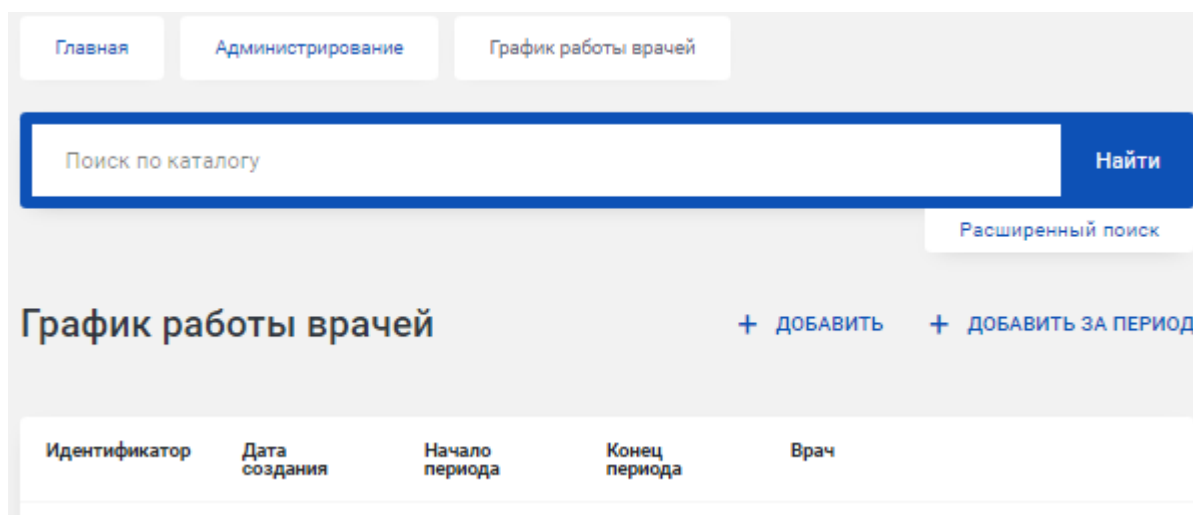 Главная Администрирование График работы врачей
Поиск по каталогу Найти
Расширенный поиск
График работы врачей + ДОБАВИТЬ + ДОБАВИТЬ ЗА ПЕРИОД
Идентификатор Дата создания Начало периода Конец периода Врач